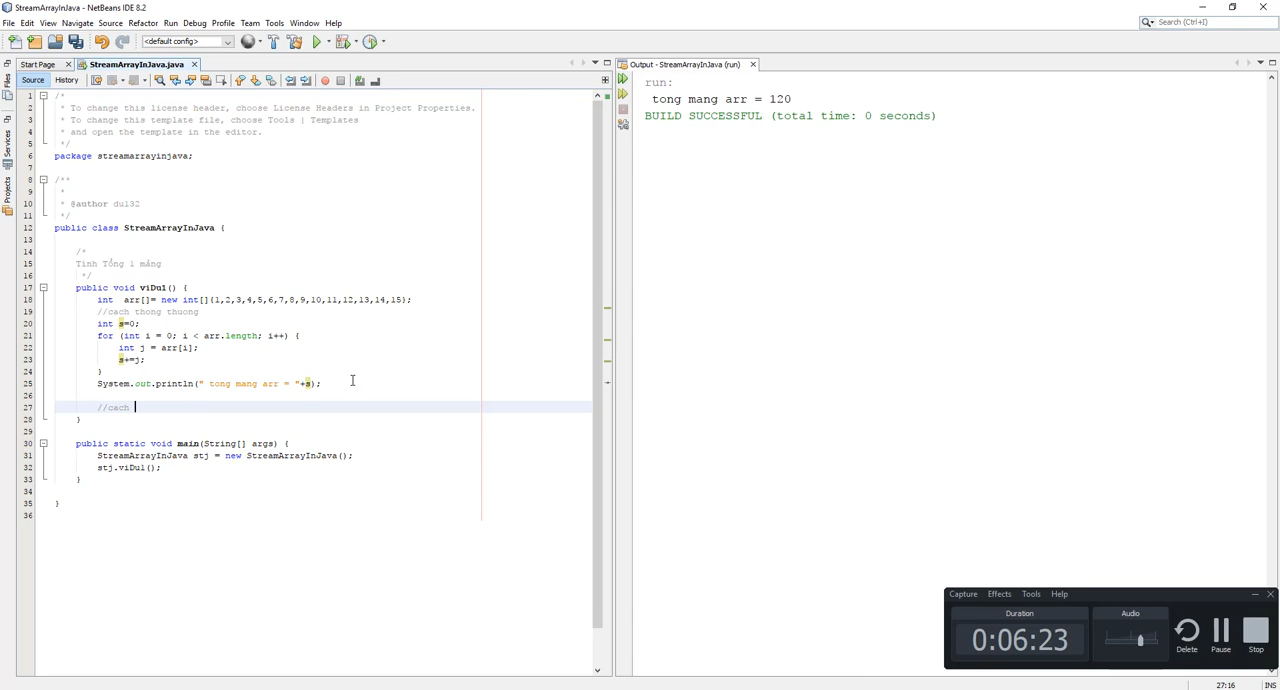 StreamArrayInJava - NetBeans IDE 8.2
File Edit View Navigate Source Refactor Run Debug Profile Team Tools Window Help
Search (Ctrl+I)
<default config>
Start Page
StreamArrayInJava.java
Source History
Files
Services
Projects
1 /*
2 * To change this license header, choose License Headers in Project Properties.
3 * To change this template file, choose Tools | Templates
4 * and open the template in the editor.
5 */
6 package streamarrayinjava;
7
8 /**
9 *
10 * @author du132
11 */
12 public class StreamArrayInJava {
13
14 /*
15 Tính Tổng 1 mảng
16 */
17 public void viDu1() {
18 int arr[]= new int[]{1,2,3,4,5,6,7,8,9,10,11,12,13,14,15};
19 //cach thong thuong
20 int s=0;
21 for (int i = 0; i < arr.length; i++) {
22 int j = arr[i];
23 s+=j;
24 }
25 System.out.println(" tong mang arr = "+s);
26
27 //cach
28 }
29
30 public static void main(String[] args) {
31 StreamArrayInJava stj = new StreamArrayInJava();
32 stj.viDu1();
33 }
34
35 }
36
Output - StreamArrayInJava (run)
run:
tong mang arr = 120
BUILD SUCCESSFUL (total time: 0 seconds)
Capture Effects Tools Help
Duration
0:06:23
Audio
Delete
Pause
Stop
27:16 INS